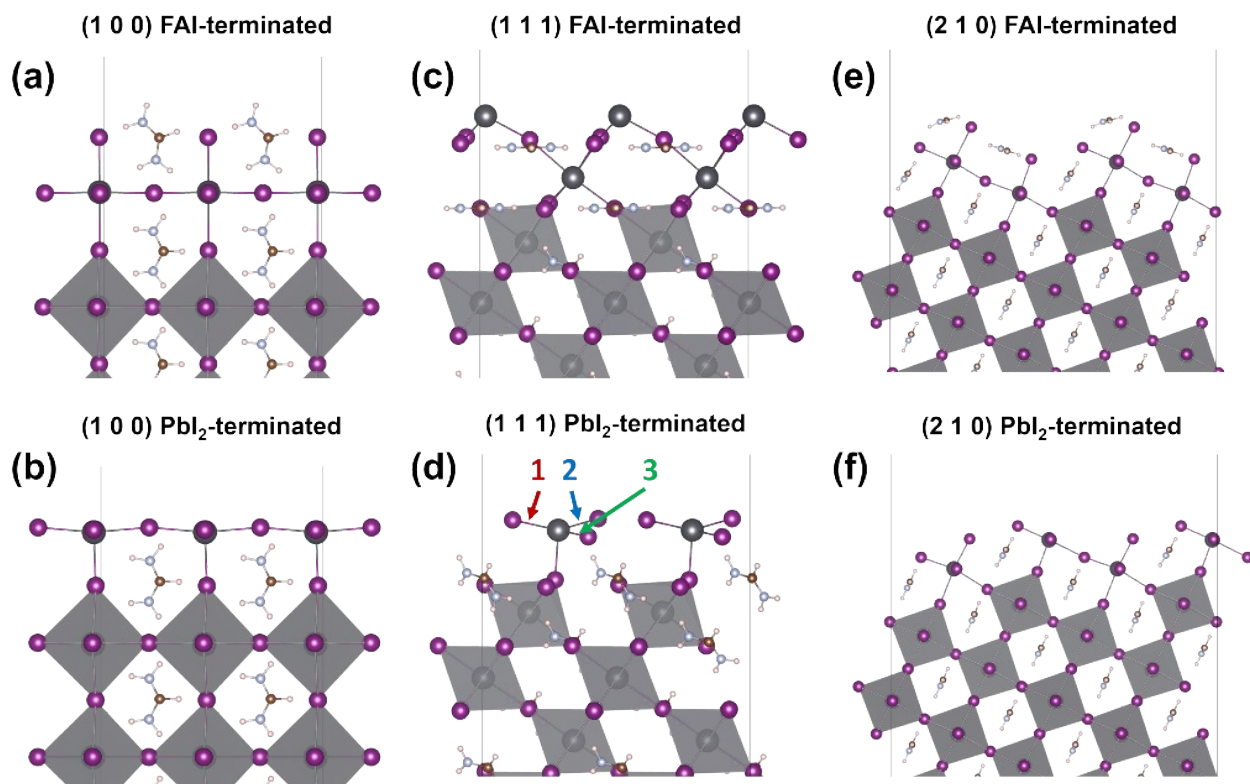 (1 0 0) FAI-terminated
(1 1 1) FAI-terminated
(2 1 0) FAI-terminated
(a)
(c)
(e)
(1 0 0) PbI₂-terminated
(1 1 1) PbI₂-terminated
(2 1 0) PbI₂-terminated
(b)
(d)
1 2 3
(f)